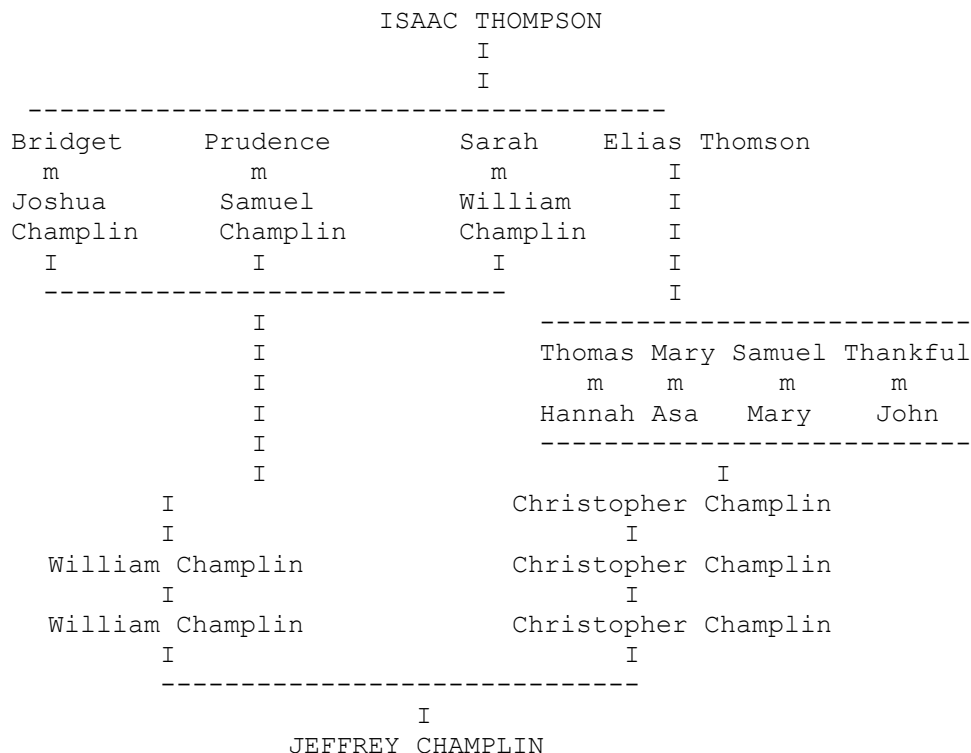 ISAAC THOMPSON
I
I
----------------------------------------
Bridget Prudence Sarah Elias Thomson
m m m I
Joshua Samuel William I
Champlin Champlin Champlin I
I I I I
----------------------------- I
I ---------------------------
I Thomas Mary Samuel Thankful
I m m m m
I Hannah Asa Mary John
I ---------------------------
I I
I Christopher Champlin
I I
William Champlin Christopher Champlin
I I
William Champlin Christopher Champlin
I I
------------------------------
I
JEFFREY CHAMPLIN